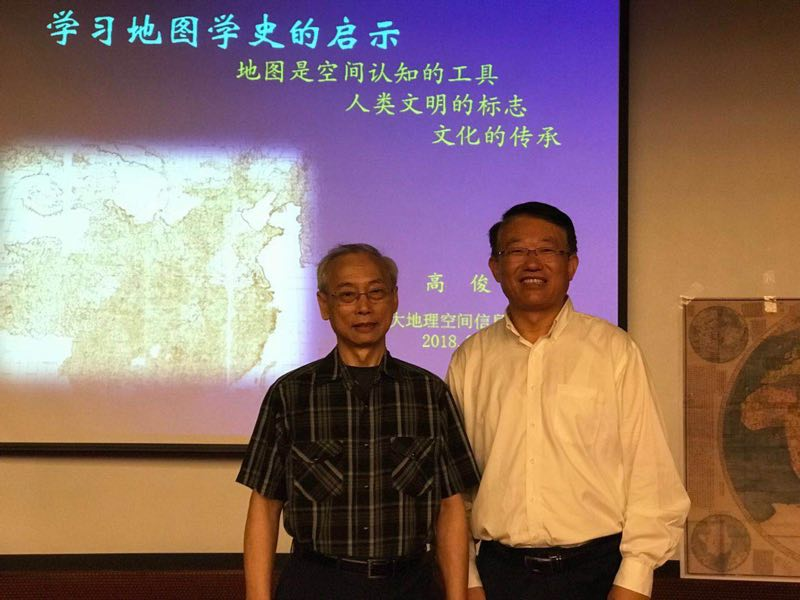 学习地图学史的启示
地图是空间认知的工具
人类文明的标志
文化的传承
高 俊
大地理空间信息
2018